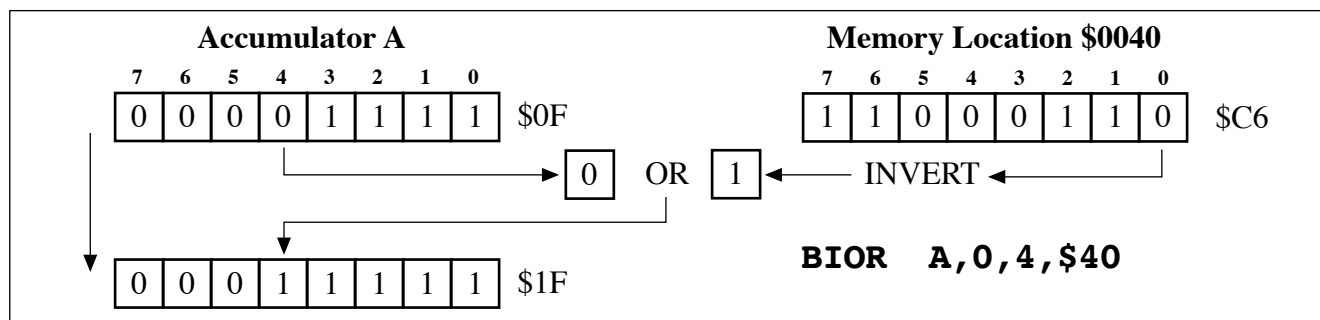 Accumulator A
Memory Location $0040
7 6 5 4 3 2 1 0
7 6 5 4 3 2 1 0
0 0 0 0 1 1 1 1 $0F
1 1 0 0 0 1 1 0 $C6
0 OR 1 INVERT
BIOR A,0,4,$40
0 0 0 1 1 1 1 1 $1F